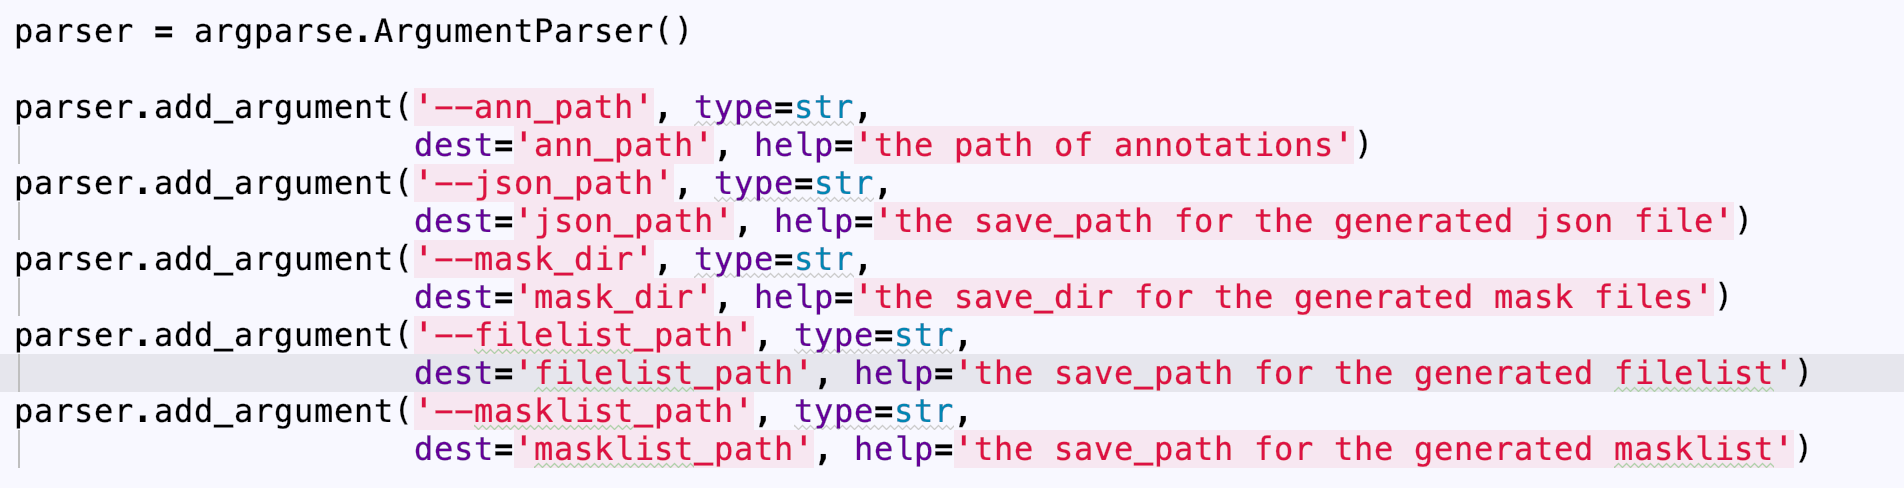 parser = argparse.ArgumentParser()
parser.add_argument('--ann_path', type=str,
dest='ann_path', help='the path of annotations')
parser.add_argument('--json_path', type=str,
dest='json_path', help='the save_path for the generated json file')
parser.add_argument('--mask_dir', type=str,
dest='mask_dir', help='the save_dir for the generated mask files')
parser.add_argument('--filelist_path', type=str,
dest='filelist_path', help='the save_path for the generated filelist')
parser.add_argument('--masklist_path', type=str,
dest='masklist_path', help='the save_path for the generated masklist')